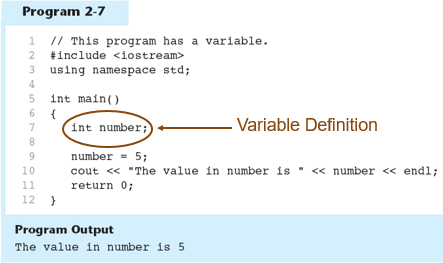 Program 2-7
1 // This program has a variable.
2 #include <iostream>
3 using namespace std;
4
5 int main()
6 {
7 int number; Variable Definition
8
9 number = 5;
10 cout << "The value in number is " << number << endl;
11 return 0;
12 }
Program Output
The value in number is 5